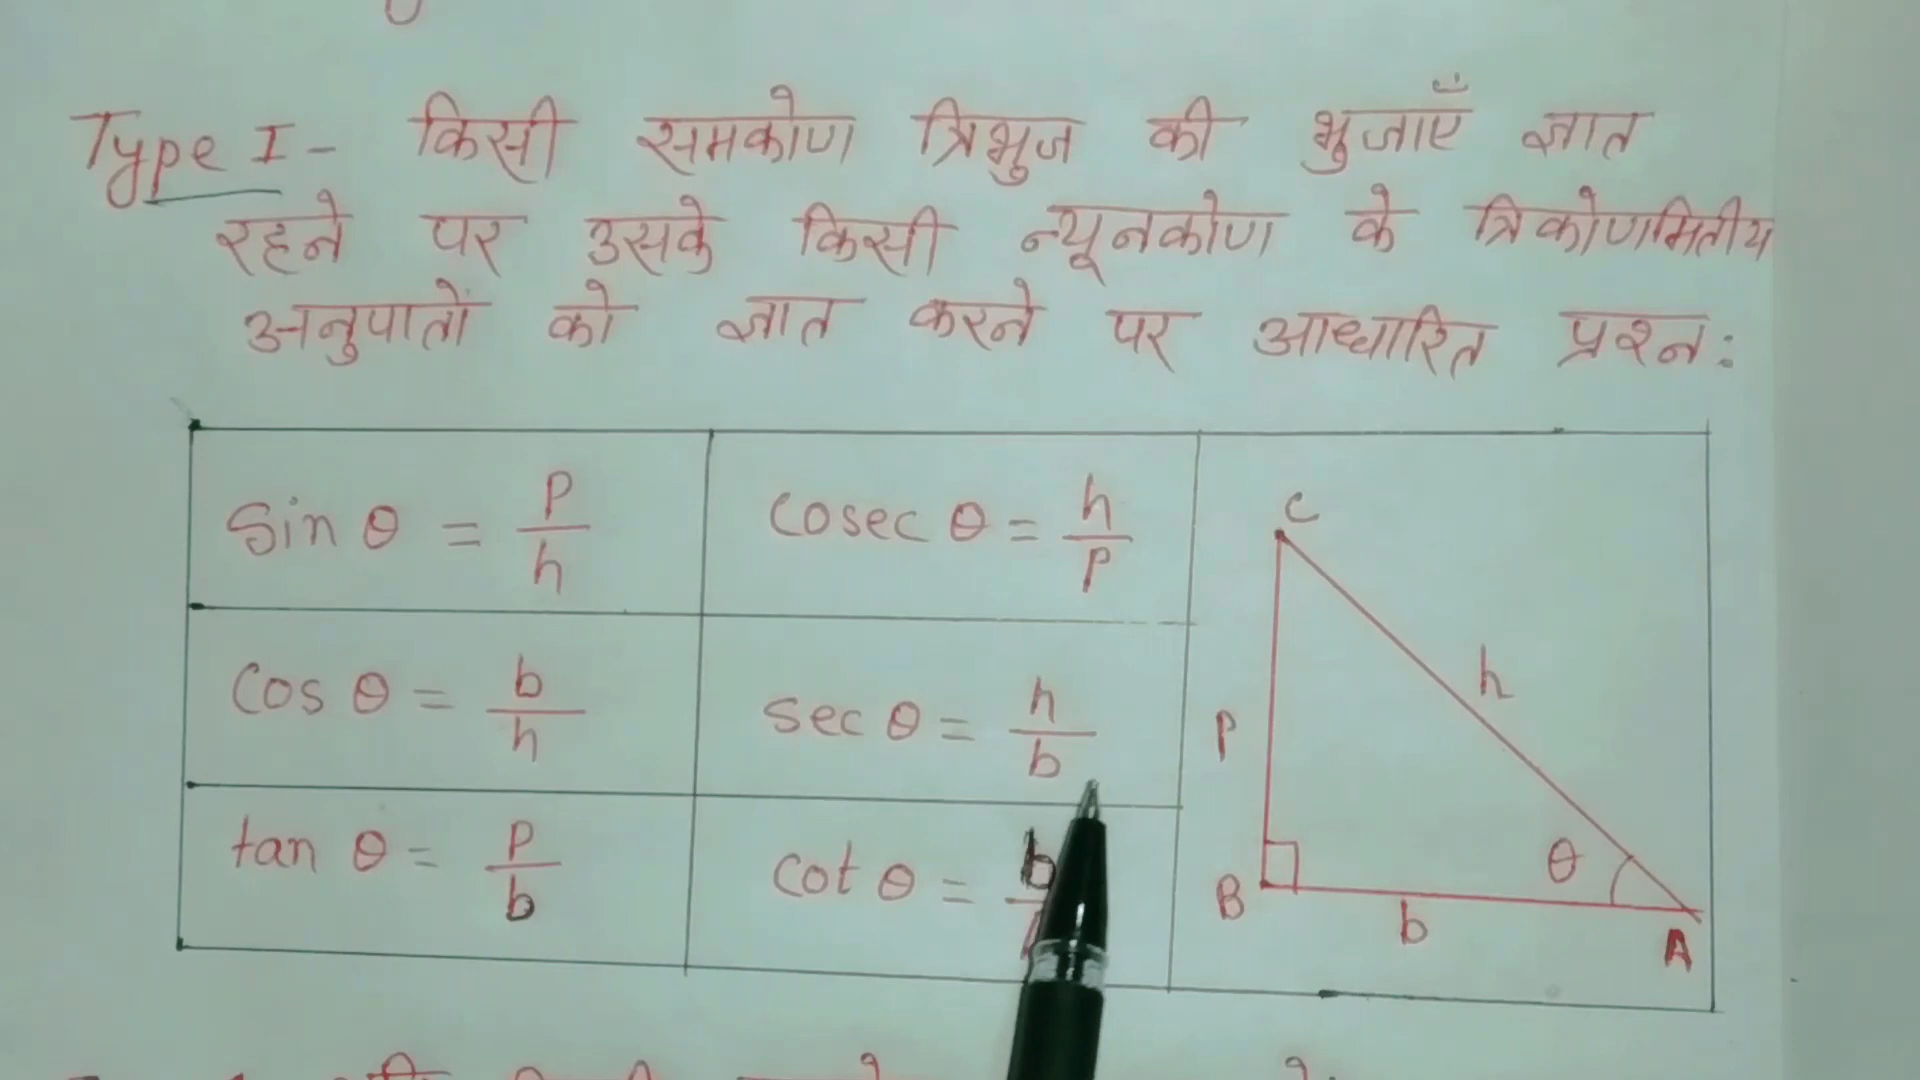 Type I - किसी समकोण त्रिभुज की भुजाएँ ज्ञात
रहने पर उसके किसी न्यूनकोण के त्रिकोणमितीय
अनुपातों को ज्ञात करने पर आधारित प्रश्न:
Sin θ = P/h
cosec θ = h/P
cos θ = b/h
sec θ = h/b
tan θ = P/b
cot θ = b/
C
h
P
θ
B
b
A